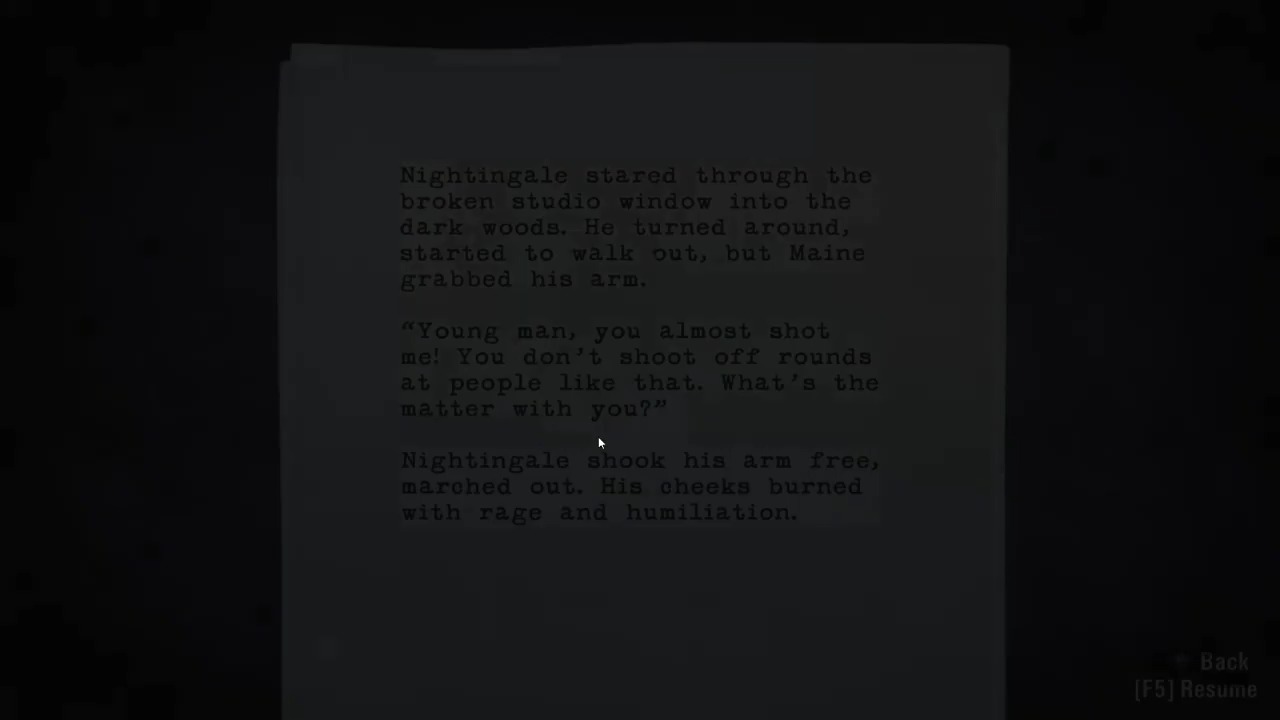 Nightingale stared through the
broken studio window into the
dark woods. He turned around,
started to walk out, but Maine
grabbed his arm.
“Young man, you almost shot
me! You don’t shoot off rounds
at people like that. What’s the
matter with you?”
Nightingale shook his arm free,
marched out. His cheeks burned
with rage and humiliation.
Back
[F5] Resume